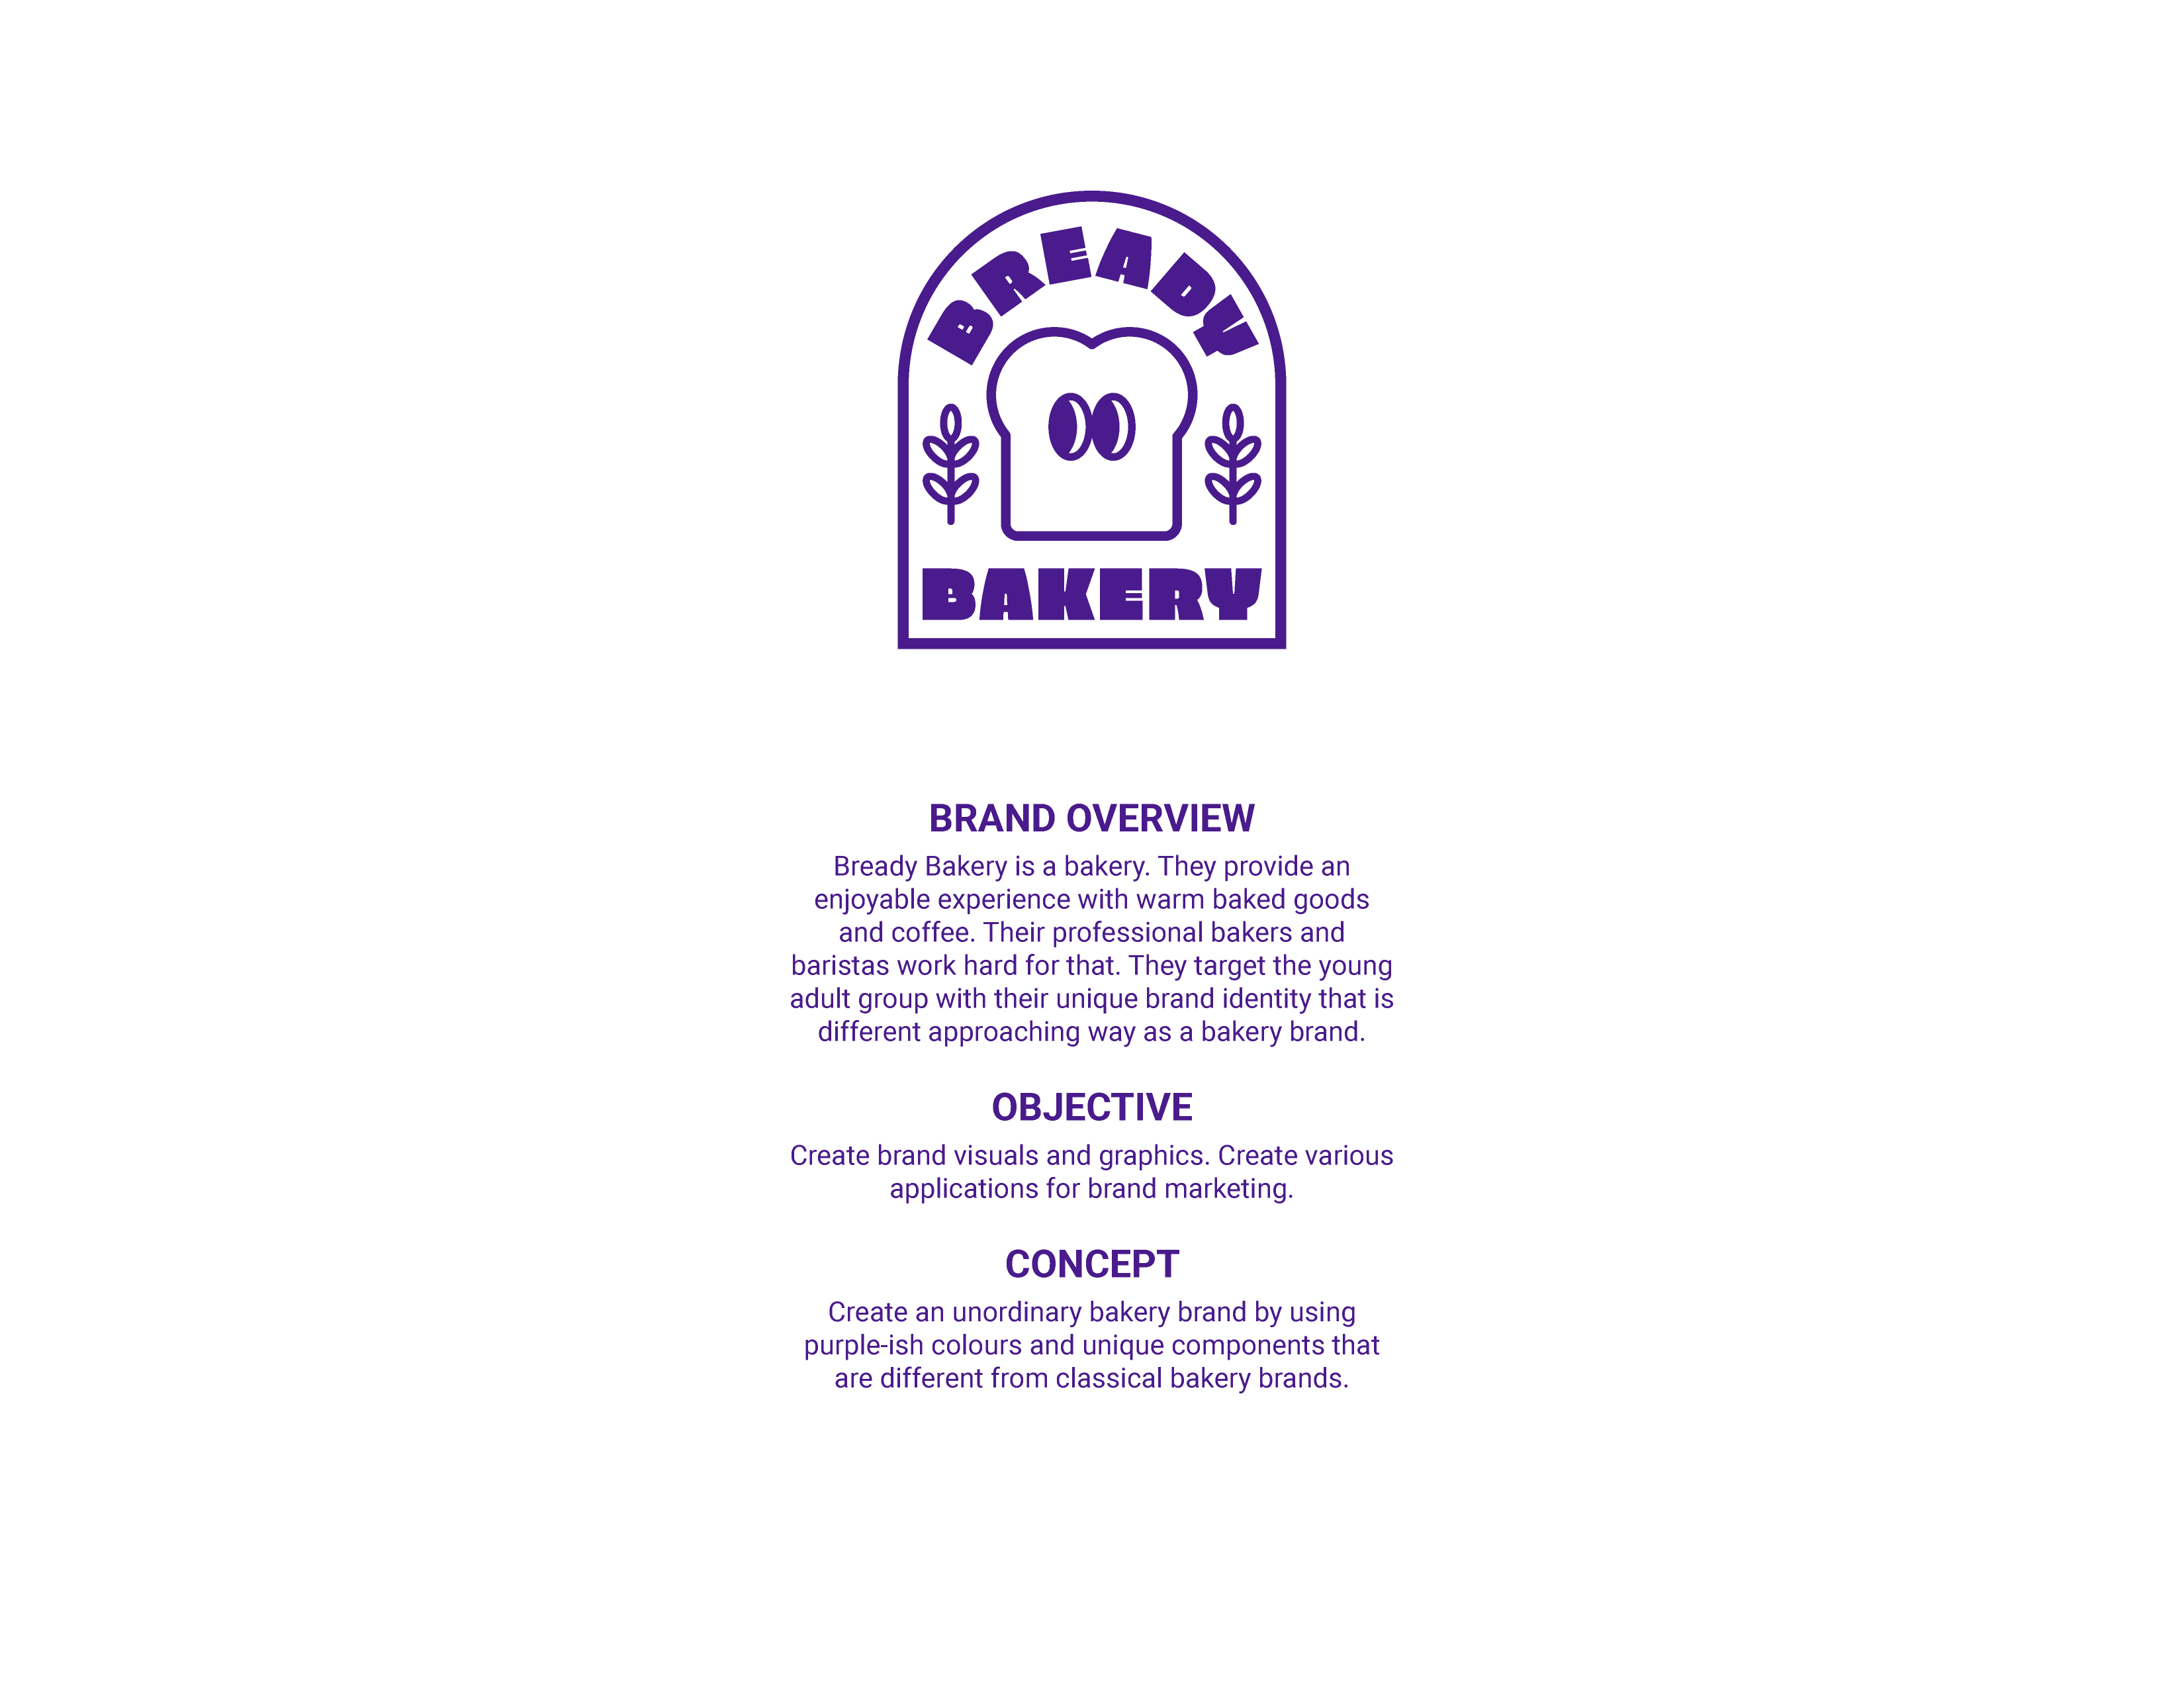 BREADY
BAKERY
BRAND OVERVIEW
Bready Bakery is a bakery. They provide an
enjoyable experience with warm baked goods
and coffee. Their professional bakers and
baristas work hard for that. They target the young
adult group with their unique brand identity that is
different approaching way as a bakery brand.
OBJECTIVE
Create brand visuals and graphics. Create various
applications for brand marketing.
CONCEPT
Create an unordinary bakery brand by using
purple-ish colours and unique components that
are different from classical bakery brands.